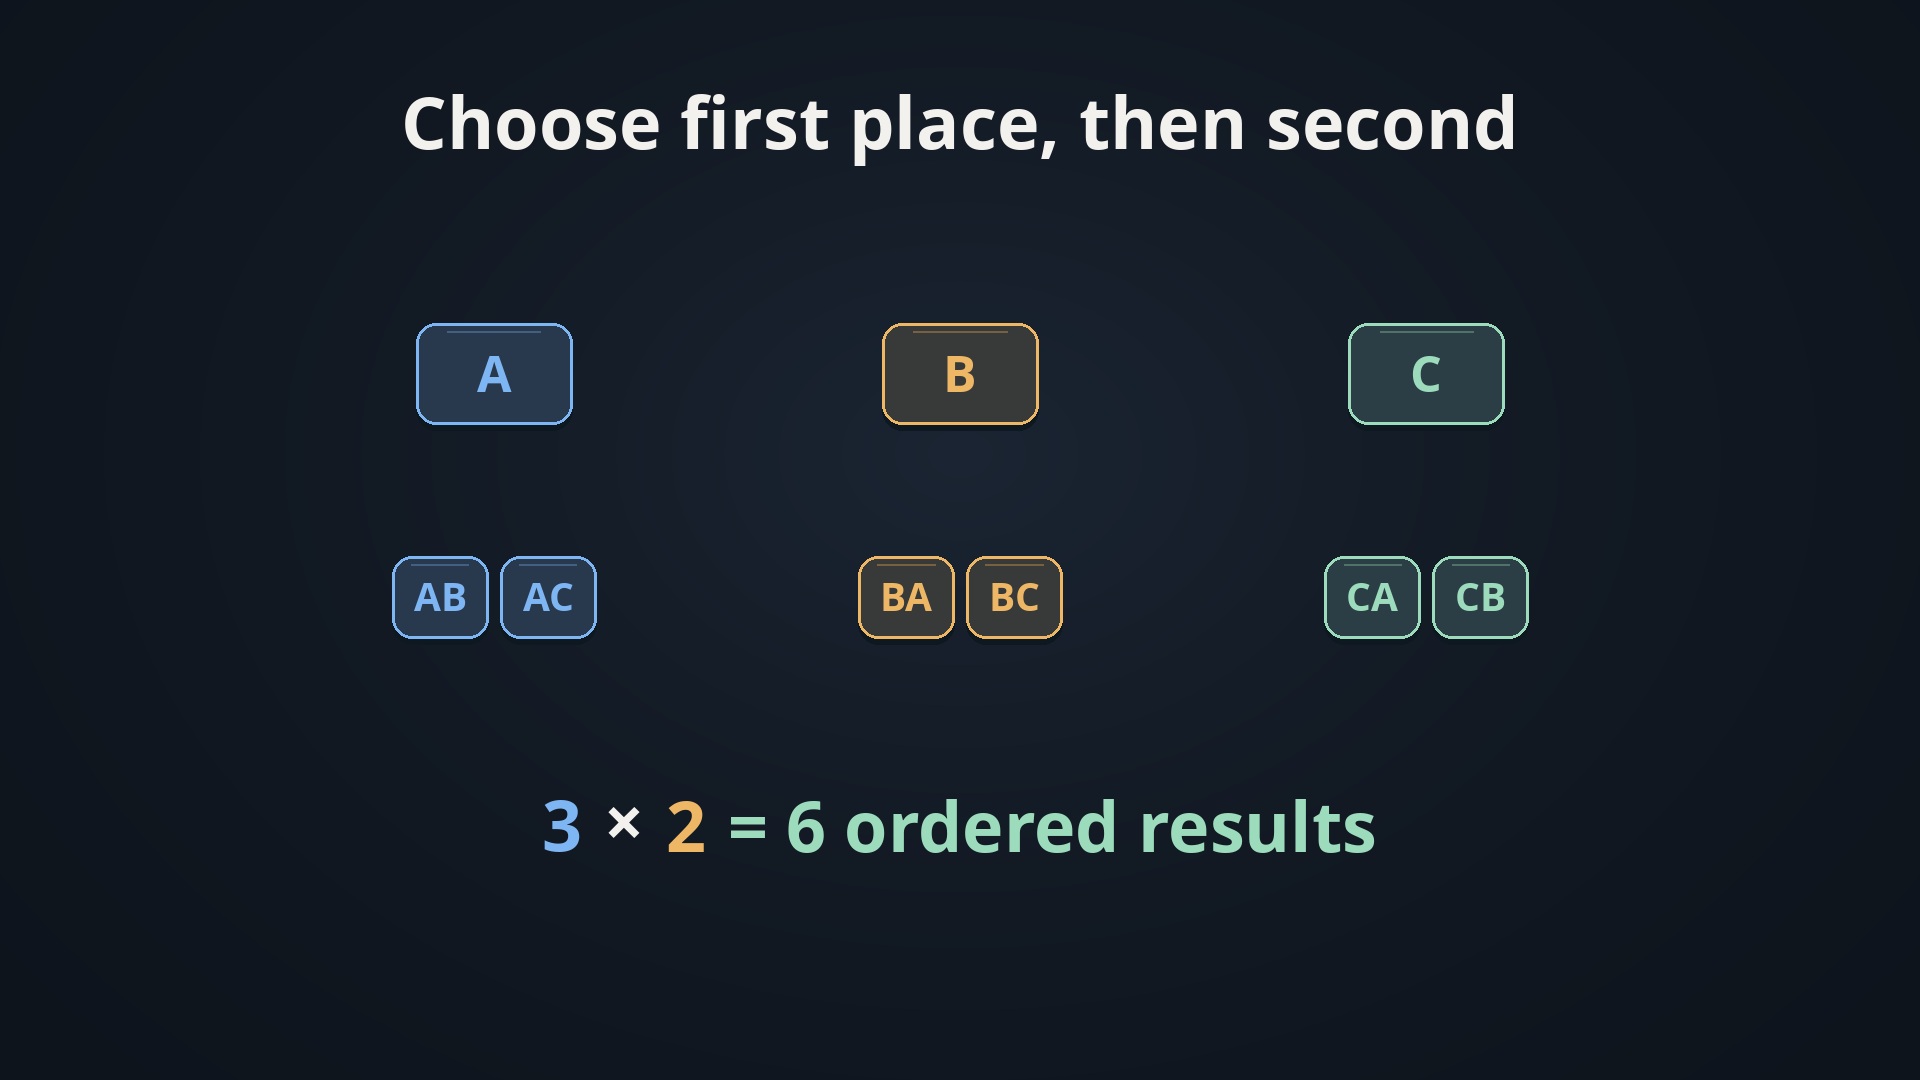 Choose first place, then second
A B C
AB AC BA BC CA CB
3 × 2 = 6 ordered results